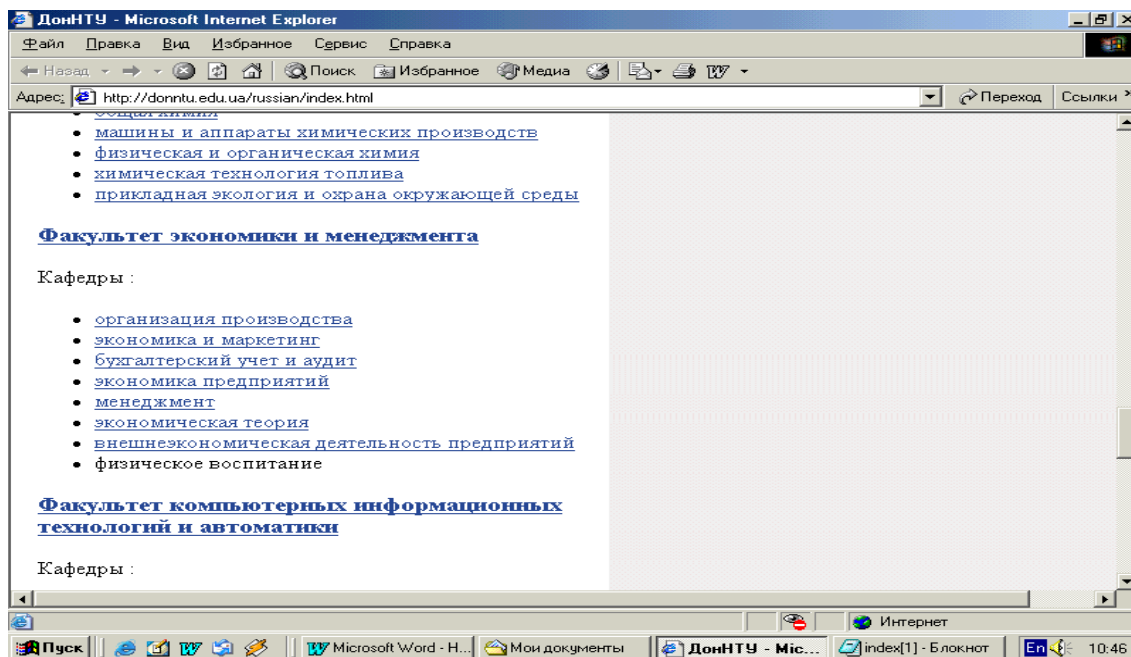 ДонНТУ - Microsoft Internet Explorer
Файл Правка Вид Избранное Сервис Справка
Назад Поиск Избранное Медиа
Адрес: http://donntu.edu.ua/russian/index.html Переход Ссылки
общая химия
машины и аппараты химических производств
физическая и органическая химия
химическая технология топлива
прикладная экология и охрана окружающей среды
Факультет экономики и менеджмента
Кафедры :
организация производства
экономика и маркетинг
бухгалтерский учет и аудит
экономика предприятий
менеджмент
экономическая теория
внешнеэкономическая деятельность предприятий
физическое воспитание
Факультет компьютерных информационных
технологий и автоматики
Кафедры :
Интернет
Пуск Microsoft Word - Н... Мои документы ДонНТУ - Mic... index[1] - Блокнот En 10:46